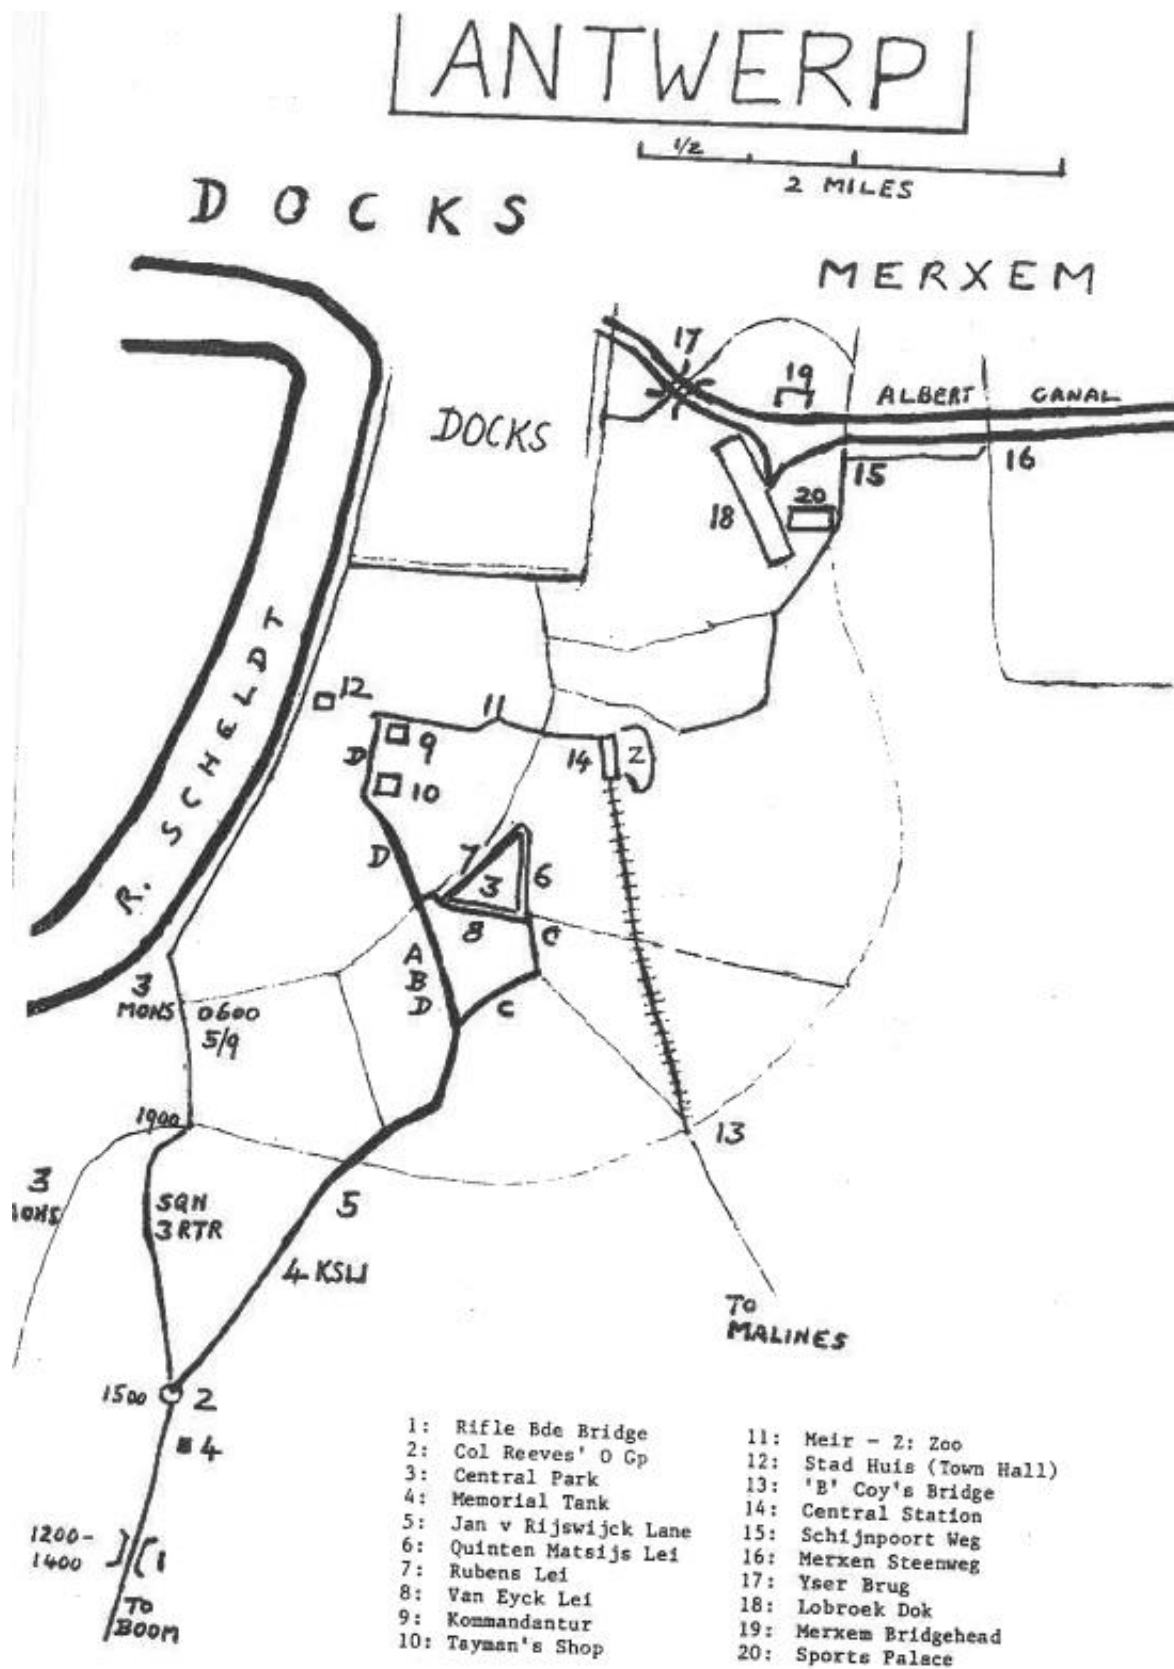 ANTWERP
1/2
2 MILES
DOCKS
MERXEM
17
19
ALBERT CANAL
DOCKS
15
16
20
18
R. SCHELDT
12
11
9
14
Z
D
10
D
7
3
6
8
C
A
B
D
C
3
MONS
0600
5/9
1900
13
3
SQN
3 RTR
5
4 KSLI
TO
MALINES
1500
2
4
1200-
1400
1
TO
BOOM
1: Rifle Bde Bridge
2: Col Reeves' O Gp
3: Central Park
4: Memorial Tank
5: Jan v Rijswijck Lane
6: Quinten Matsijs Lei
7: Rubens Lei
8: Van Eyck Lei
9: Kommandantur
10: Tayman's Shop
11: Meir - Z: Zoo
12: Stad Huis (Town Hall)
13: 'B' Coy's Bridge
14: Central Station
15: Schijnpoort Weg
16: Merxen Steenweg
17: Yser Brug
18: Lobroek Dok
19: Merxem Bridgehead
20: Sports Palace